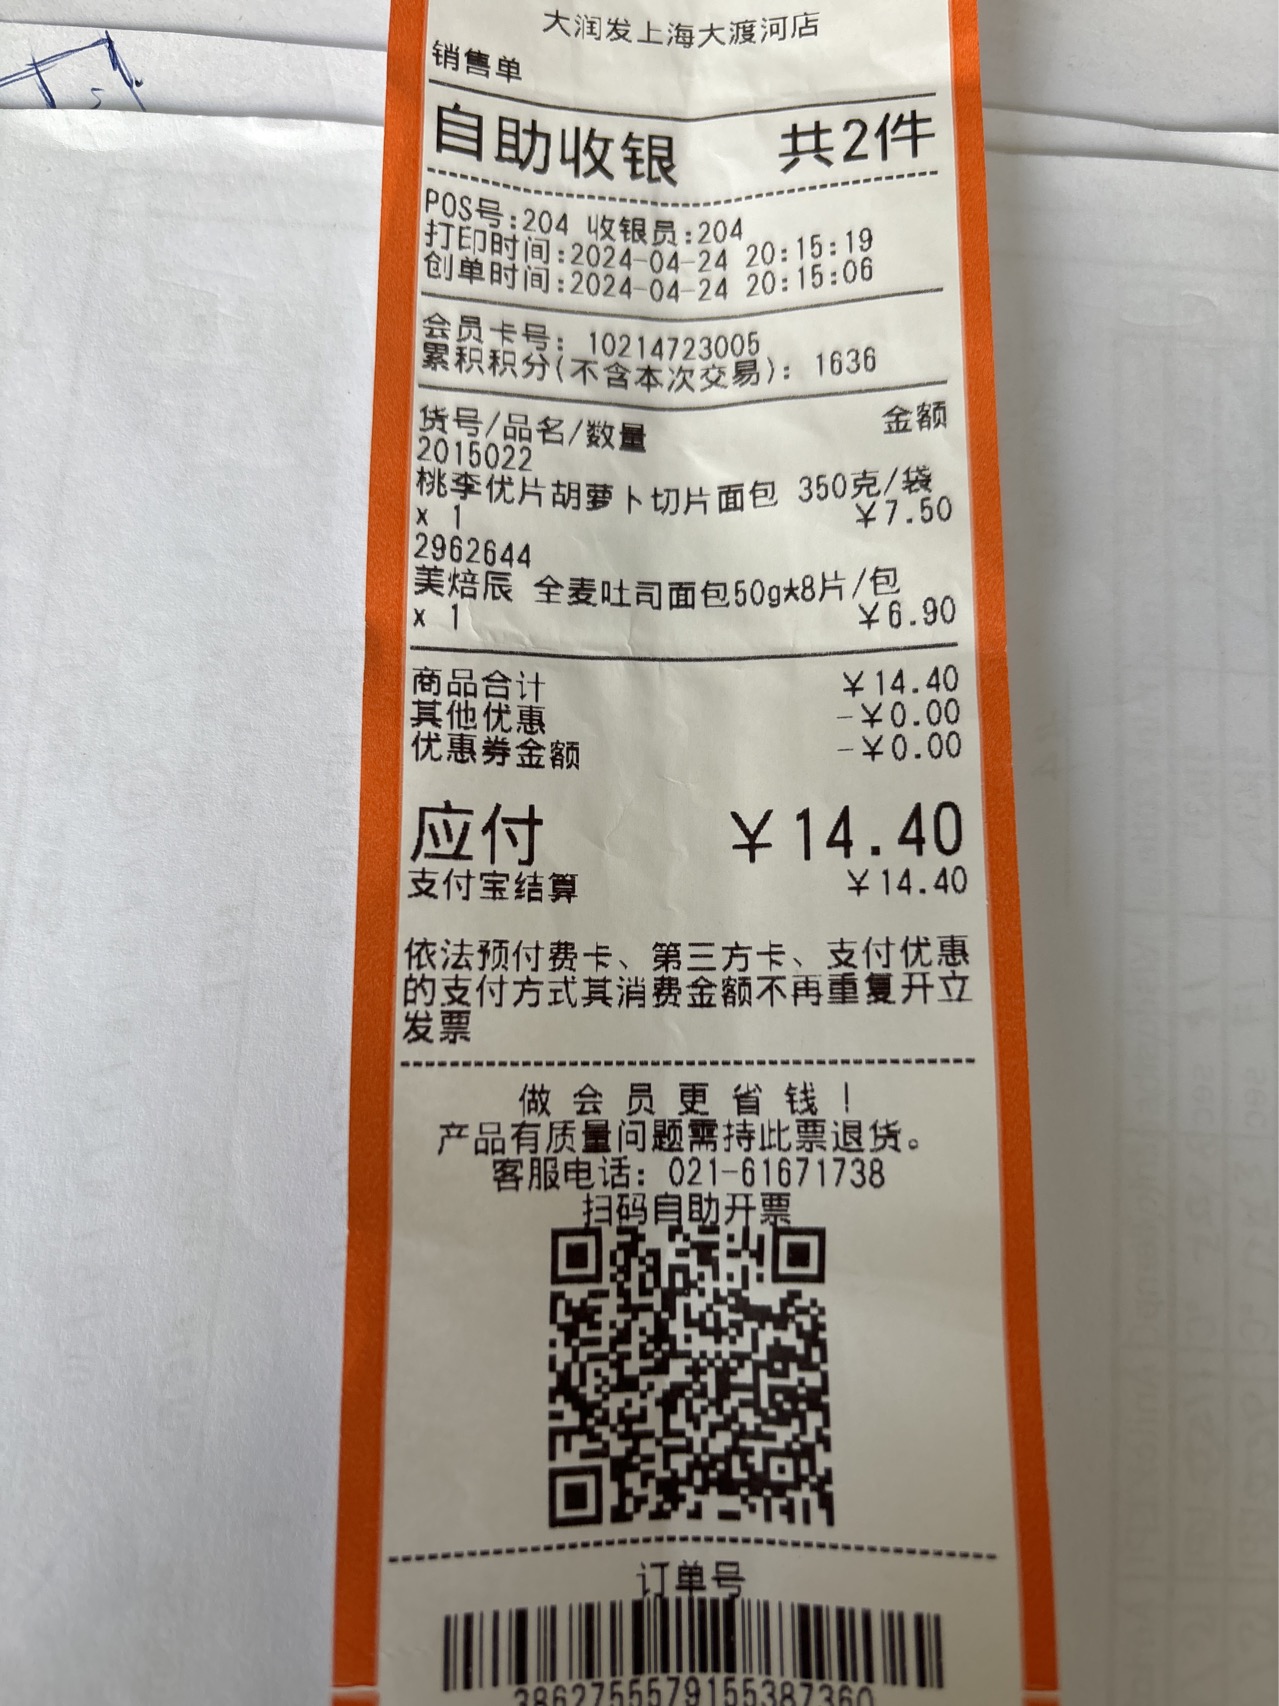 大润发上海大渡河店
销售单
自助收银 共2件
POS号:204 收银员:204
打印时间:2024-04-24 20:15:19
创单时间:2024-04-24 20:15:06
会员卡号: 10214723005
累积积分(不含本次交易): 1636
货号/品名/数量 金额
2015022
桃李优片胡萝卜切片面包 350克/袋
x 1 ￥7.50
2962644
美焙辰 全麦吐司面包50g*8片/包
x 1 ￥6.90
商品合计 ￥14.40
其他优惠 -￥0.00
优惠券金额 -￥0.00
应付 ￥14.40
支付宝结算 ￥14.40
依法预付费卡、第三方卡、支付优惠
的支付方式其消费金额不再重复开立
发票
做会员更省钱!
产品有质量问题需持此票退货。
客服电话: 021-61671738
扫码自助开票
订单号
3862755579155387360